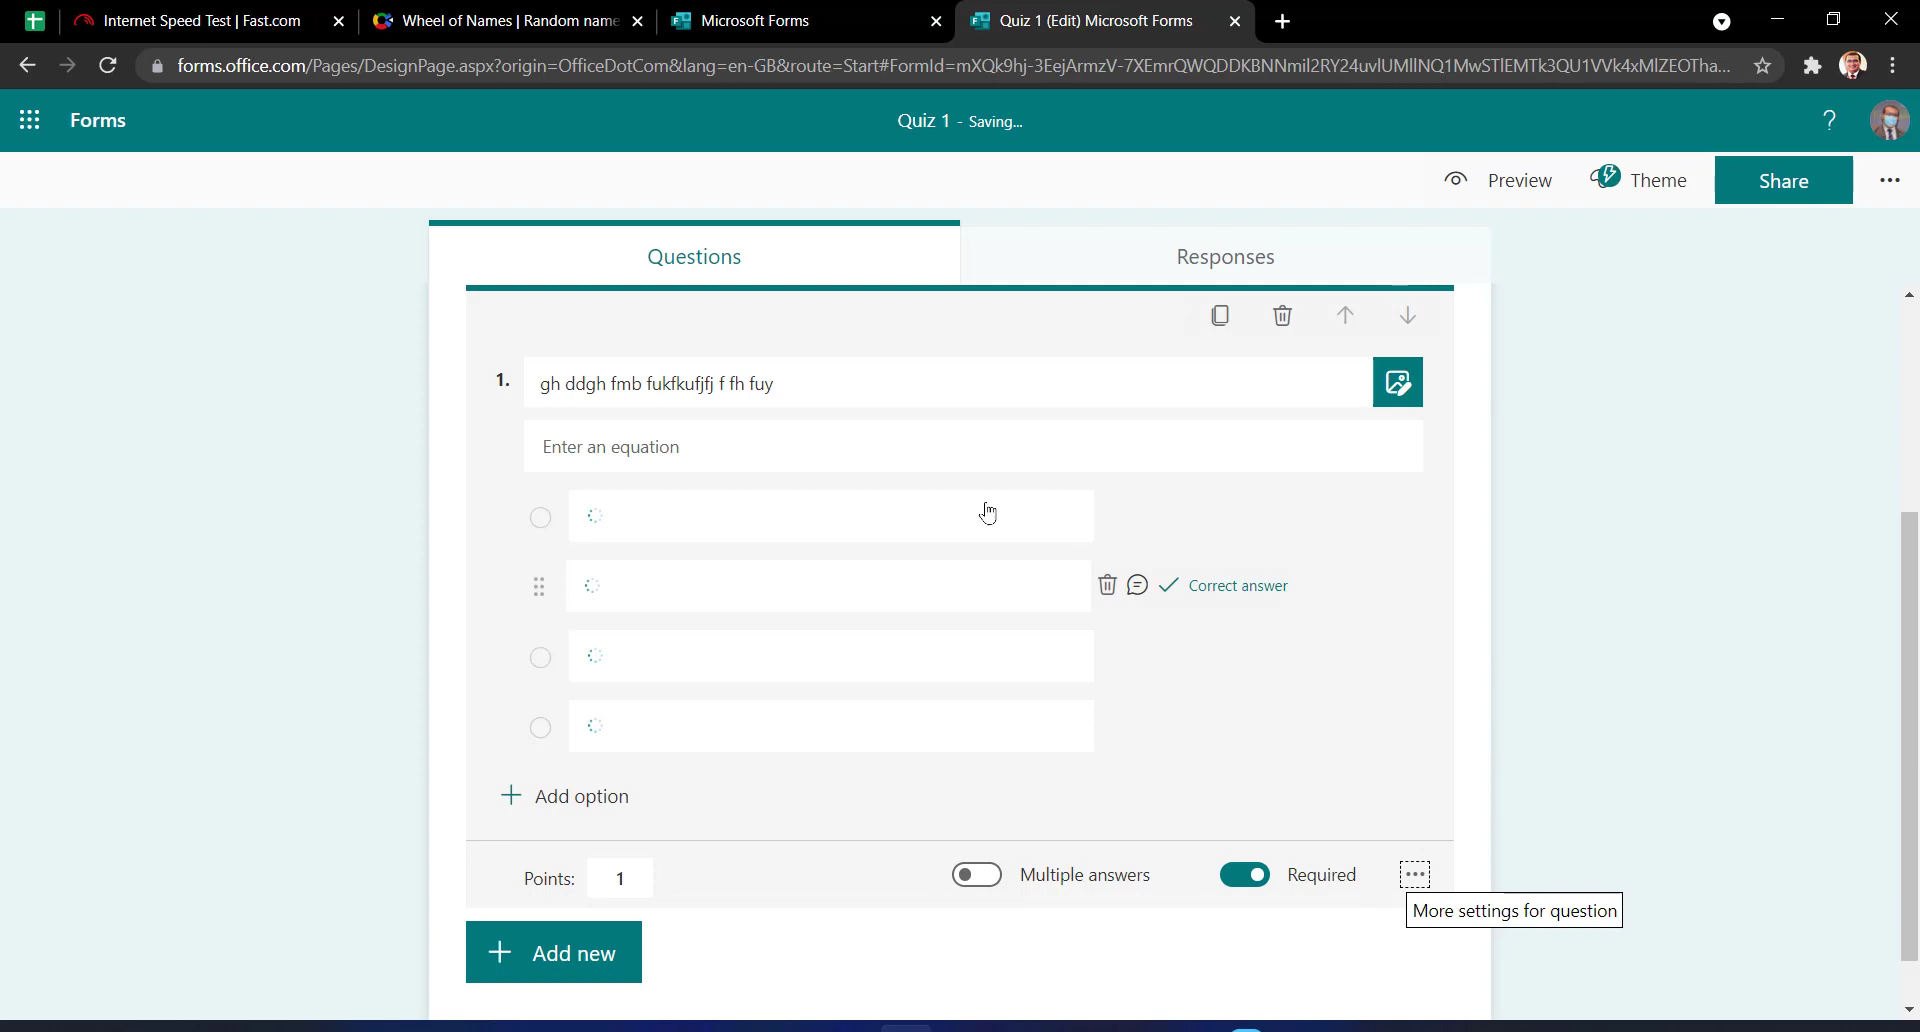 Internet Speed Test | Fast.com
Wheel of Names | Random name
Microsoft Forms
Quiz 1 (Edit) Microsoft Forms
forms.office.com/Pages/DesignPage.aspx?origin=OfficeDotCom&lang=en-GB&route=Start#FormId=mXQk9hj-3EejArmzV-7XEmrQWQDDKBNNmil2RY24uvlUMllNQ1MwSTlEMTk3QU1VVk4xMlZEOTha...
Forms
Quiz 1 - Saving...
?
Preview
Theme
Share
Questions
Responses
1.
gh ddgh fmb fukfkufjfj f fh fuy
Enter an equation
Correct answer
Add option
Points: 1
Multiple answers
Required
More settings for question
Add new